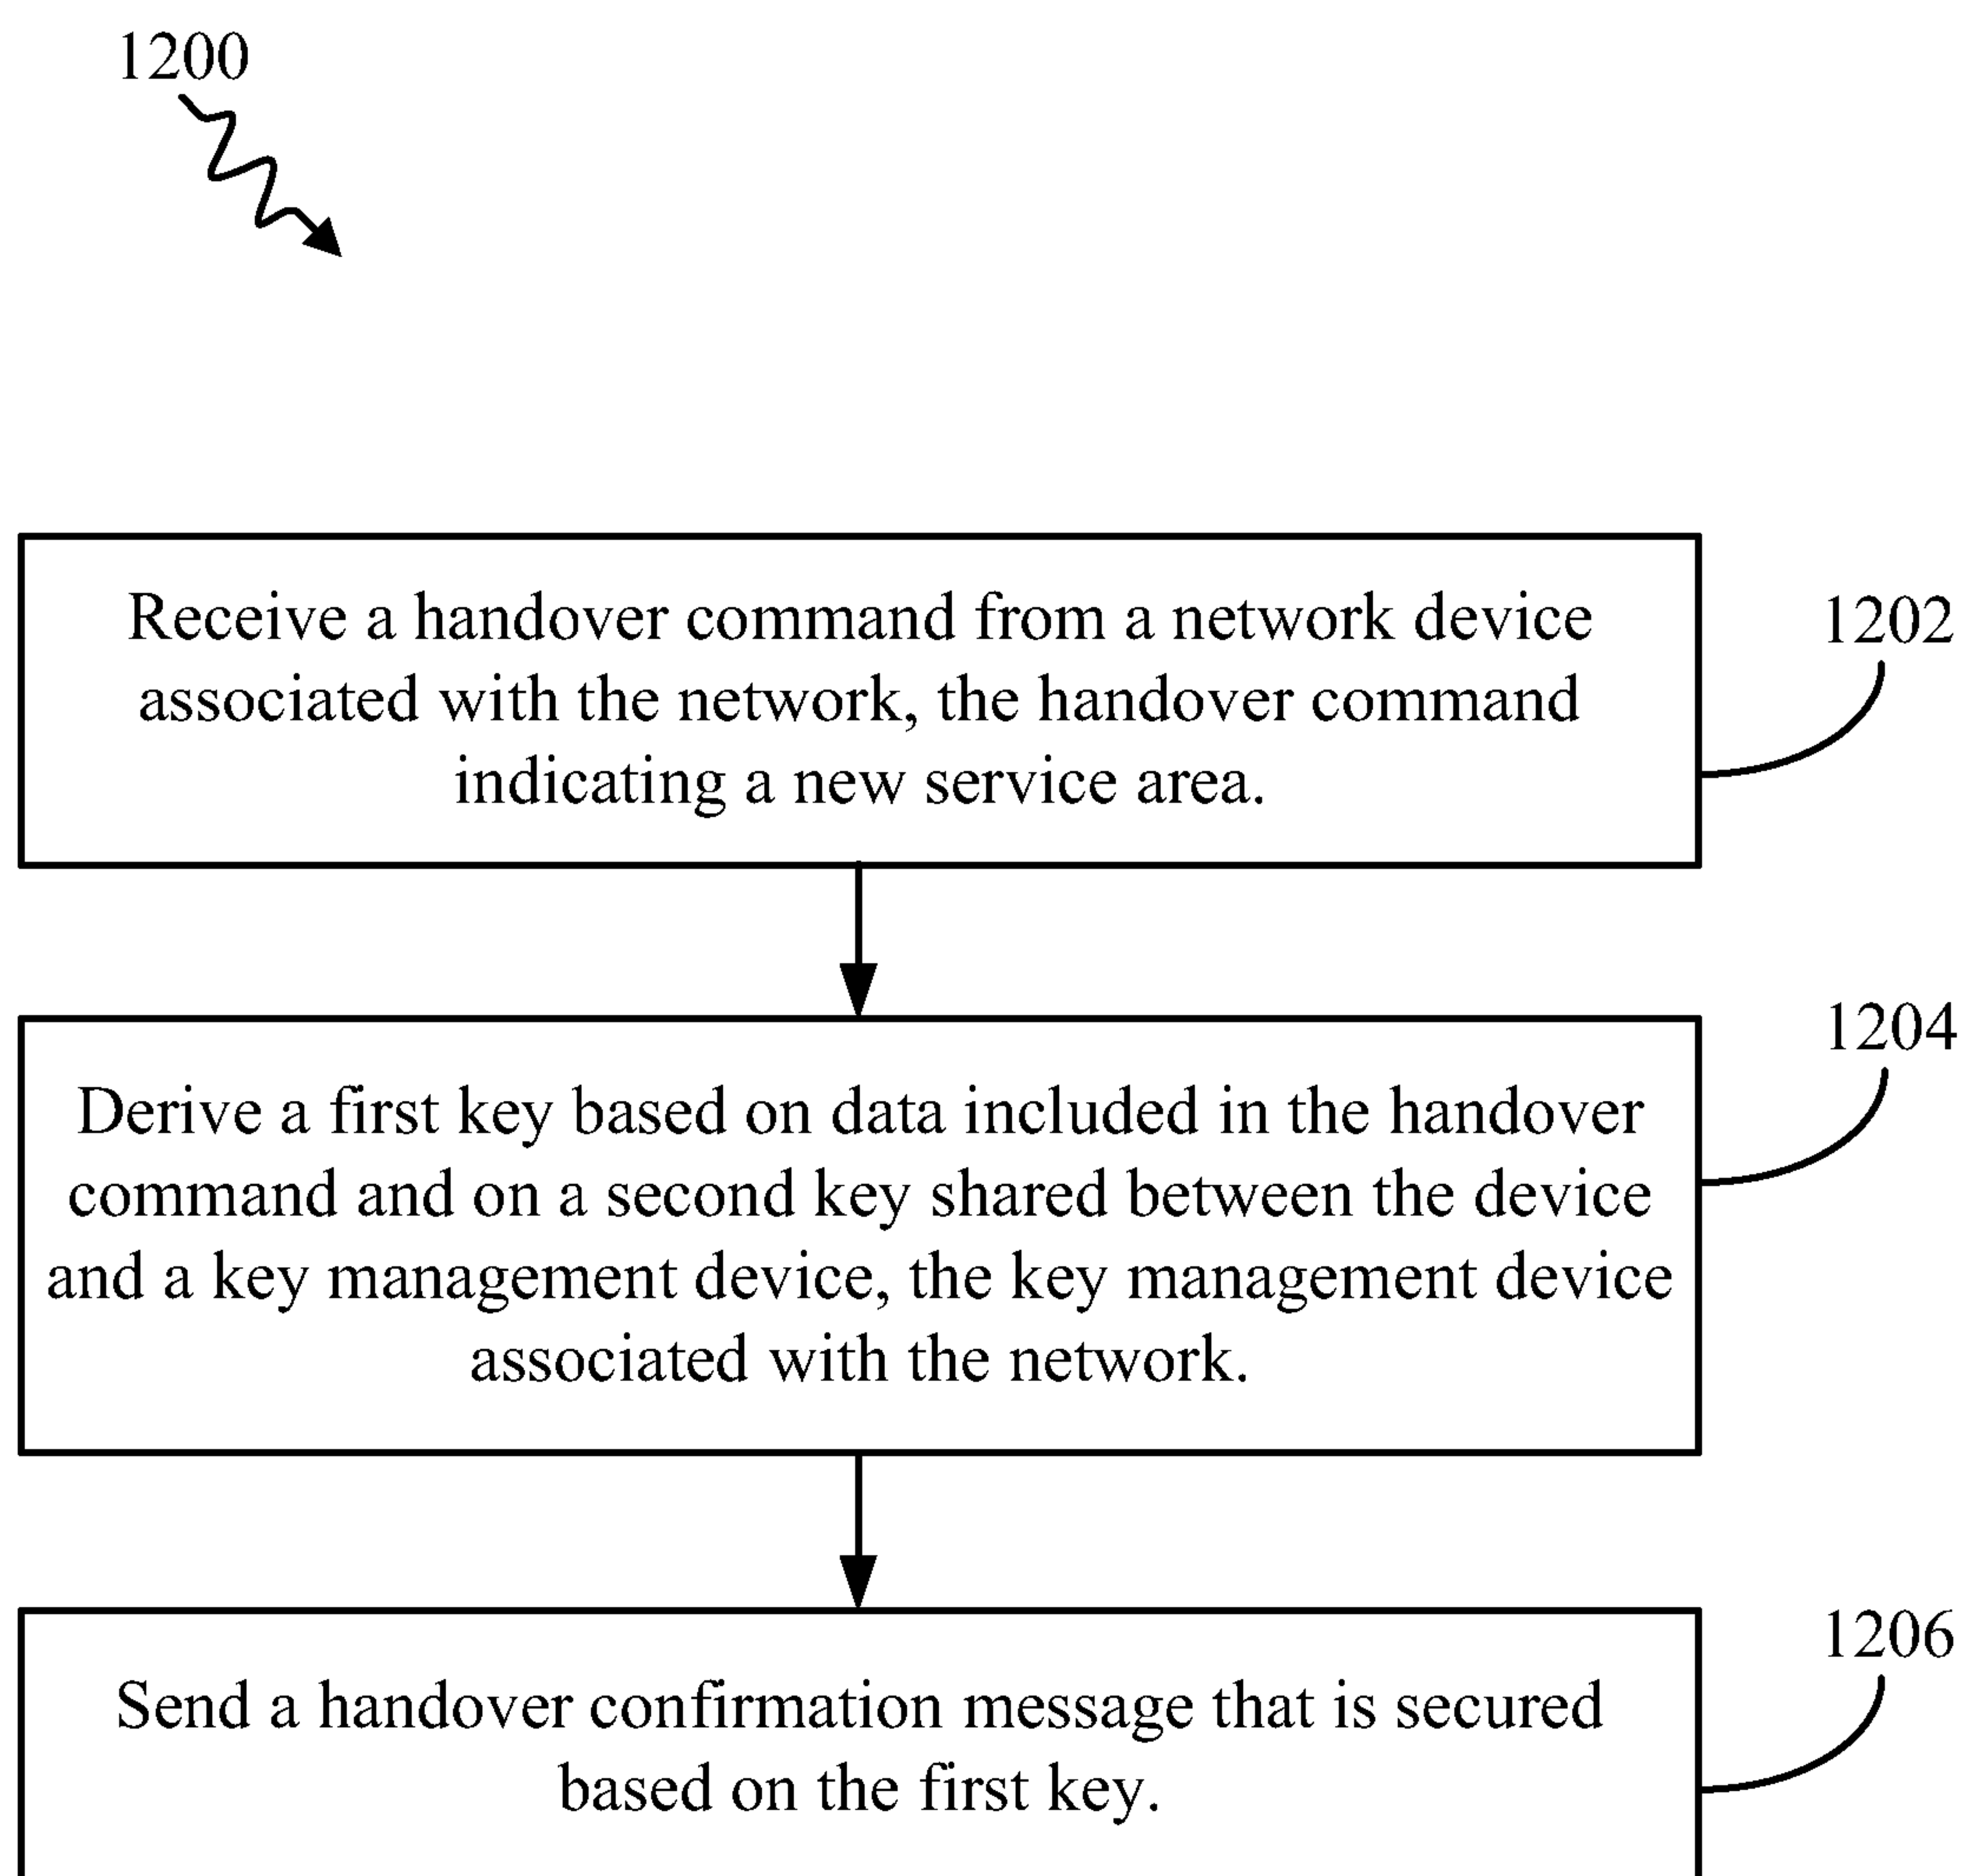 1200
Receive a handover command from a network device
associated with the network, the handover command
indicating a new service area.
1202
Derive a first key based on data included in the handover
command and on a second key shared between the device
and a key management device, the key management device
associated with the network.
1204
Send a handover confirmation message that is secured
based on the first key.
1206